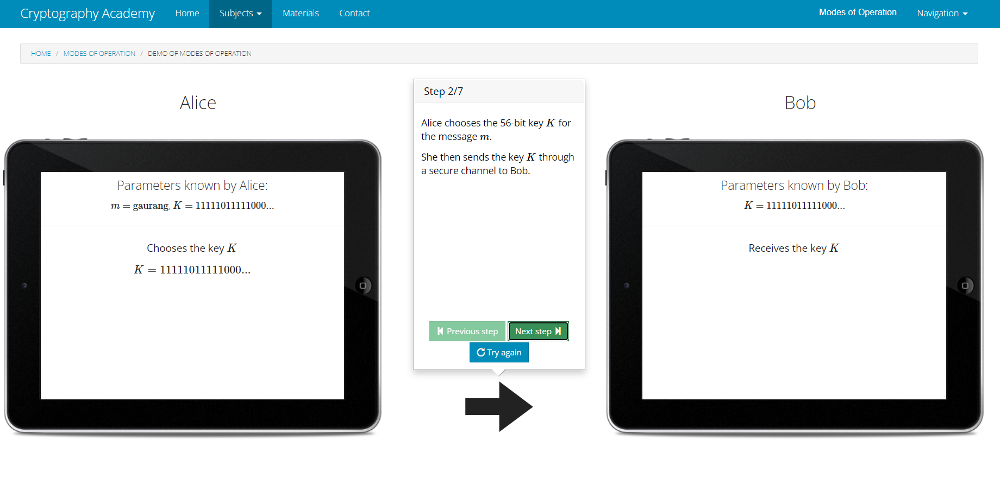 Cryptography Academy Home Subjects Materials Contact Modes of Operation Navigation
HOME / MODES OF OPERATION / DEMO OF MODES OF OPERATION
Alice
Parameters known by Alice:
m = gaurang, K = 11111011111000...
Chooses the key K
K = 11111011111000...
Step 2/7
Alice chooses the 56-bit key K for
the message m.
She then sends the key K through
a secure channel to Bob.
Previous step Next step
Try again
Bob
Parameters known by Bob:
K = 11111011111000...
Receives the key K